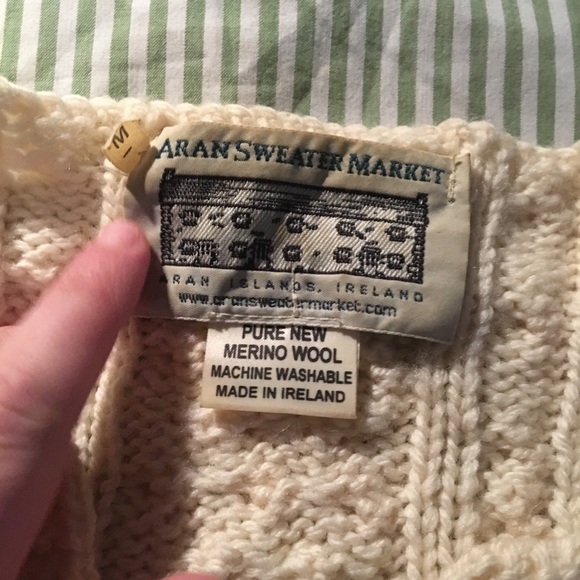 M
ARAN SWEATER MARKET
ARAN ISLANDS, IRELAND
www.aransweatermarket.com
PURE NEW
MERINO WOOL
MACHINE WASHABLE
MADE IN IRELAND